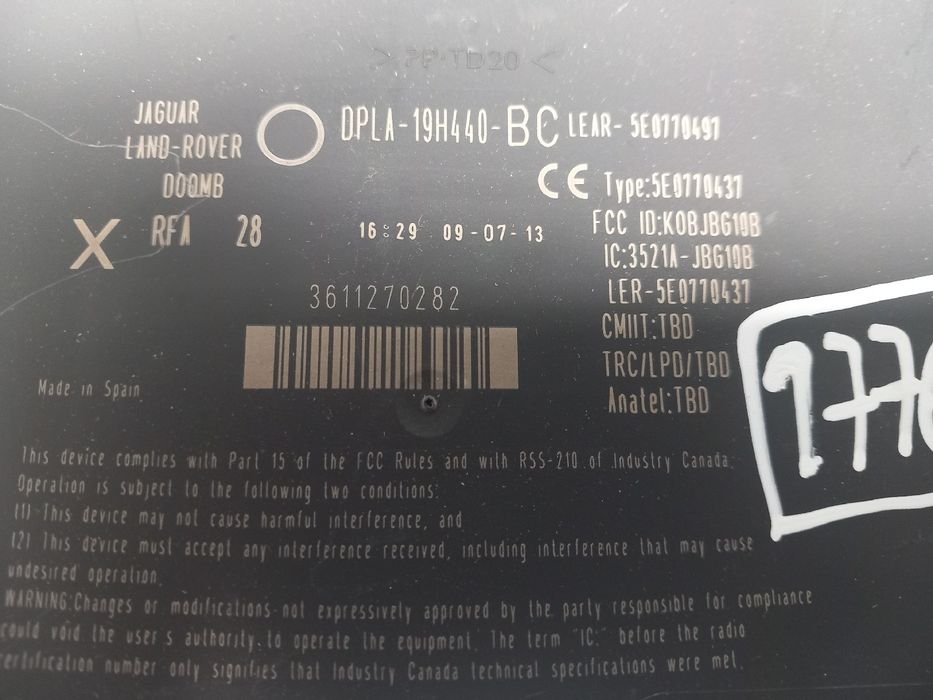 >PP-TD20<
JAGUAR
LAND-ROVER
DPLA-19H440-BC LEAR- 5E0770497
DOOMB
CE Type:5E0770437
X RFA 28
16:29 09-07-13
FCC ID:KOBJBG10B
IC:3521A-JBG10B
3611270282
LER-5E0770437
CMIIT:TBD
TRC/LPD/TBD
Made in Spain
Anatel:TBD
This device complies with Part 15 of the FCC Rules and with RSS-210 of Industry Canada.
Operation is subject to the following two conditions:
(1) This device may not cause harmful interference, and
(2) This device must accept any interference received, including interference that may cause
undesired operation.
WARNING:Changes or modifications not expressively approved by the party responsible for compliance
could void the user s authority to operate the equipment. The term "IC:" before the radio
certification number only signifies that Industry Canada technical specifications were met.